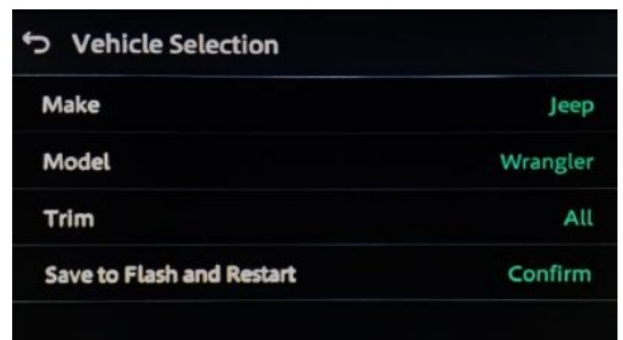 Vehicle Selection
Make Jeep
Model Wrangler
Trim All
Save to Flash and Restart Confirm